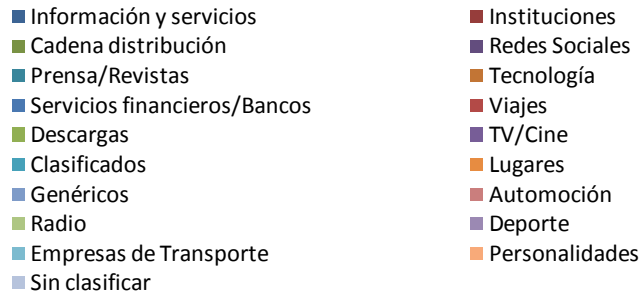 Información y servicios
Instituciones
Cadena distribución
Redes Sociales
Prensa/Revistas
Tecnología
Servicios financieros/Bancos
Viajes
Descargas
TV/Cine
Clasificados
Lugares
Genéricos
Automoción
Radio
Deporte
Empresas de Transporte
Personalidades
Sin clasificar